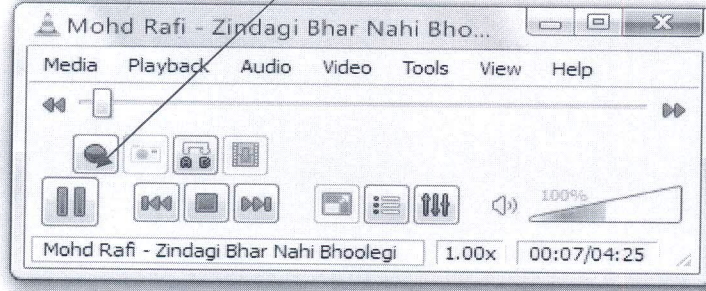 Mohd Rafi - Zindagi Bhar Nahi Bho...
Media Playback Audio Video Tools View Help
A B
100%
Mohd Rafi - Zindagi Bhar Nahi Bhoolegi 1.00x 00:07/04:25